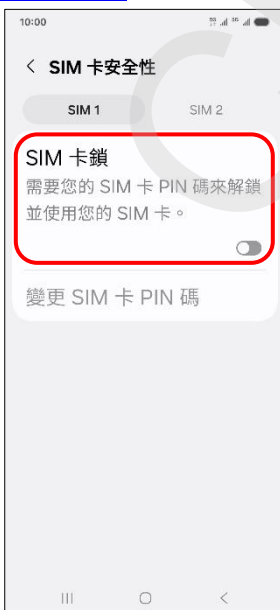 10:00
SIM 卡安全性
SIM 1
SIM 2
SIM 卡鎖
需要您的 SIM 卡 PIN 碼來解鎖
並使用您的 SIM 卡。
變更 SIM 卡 PIN 碼